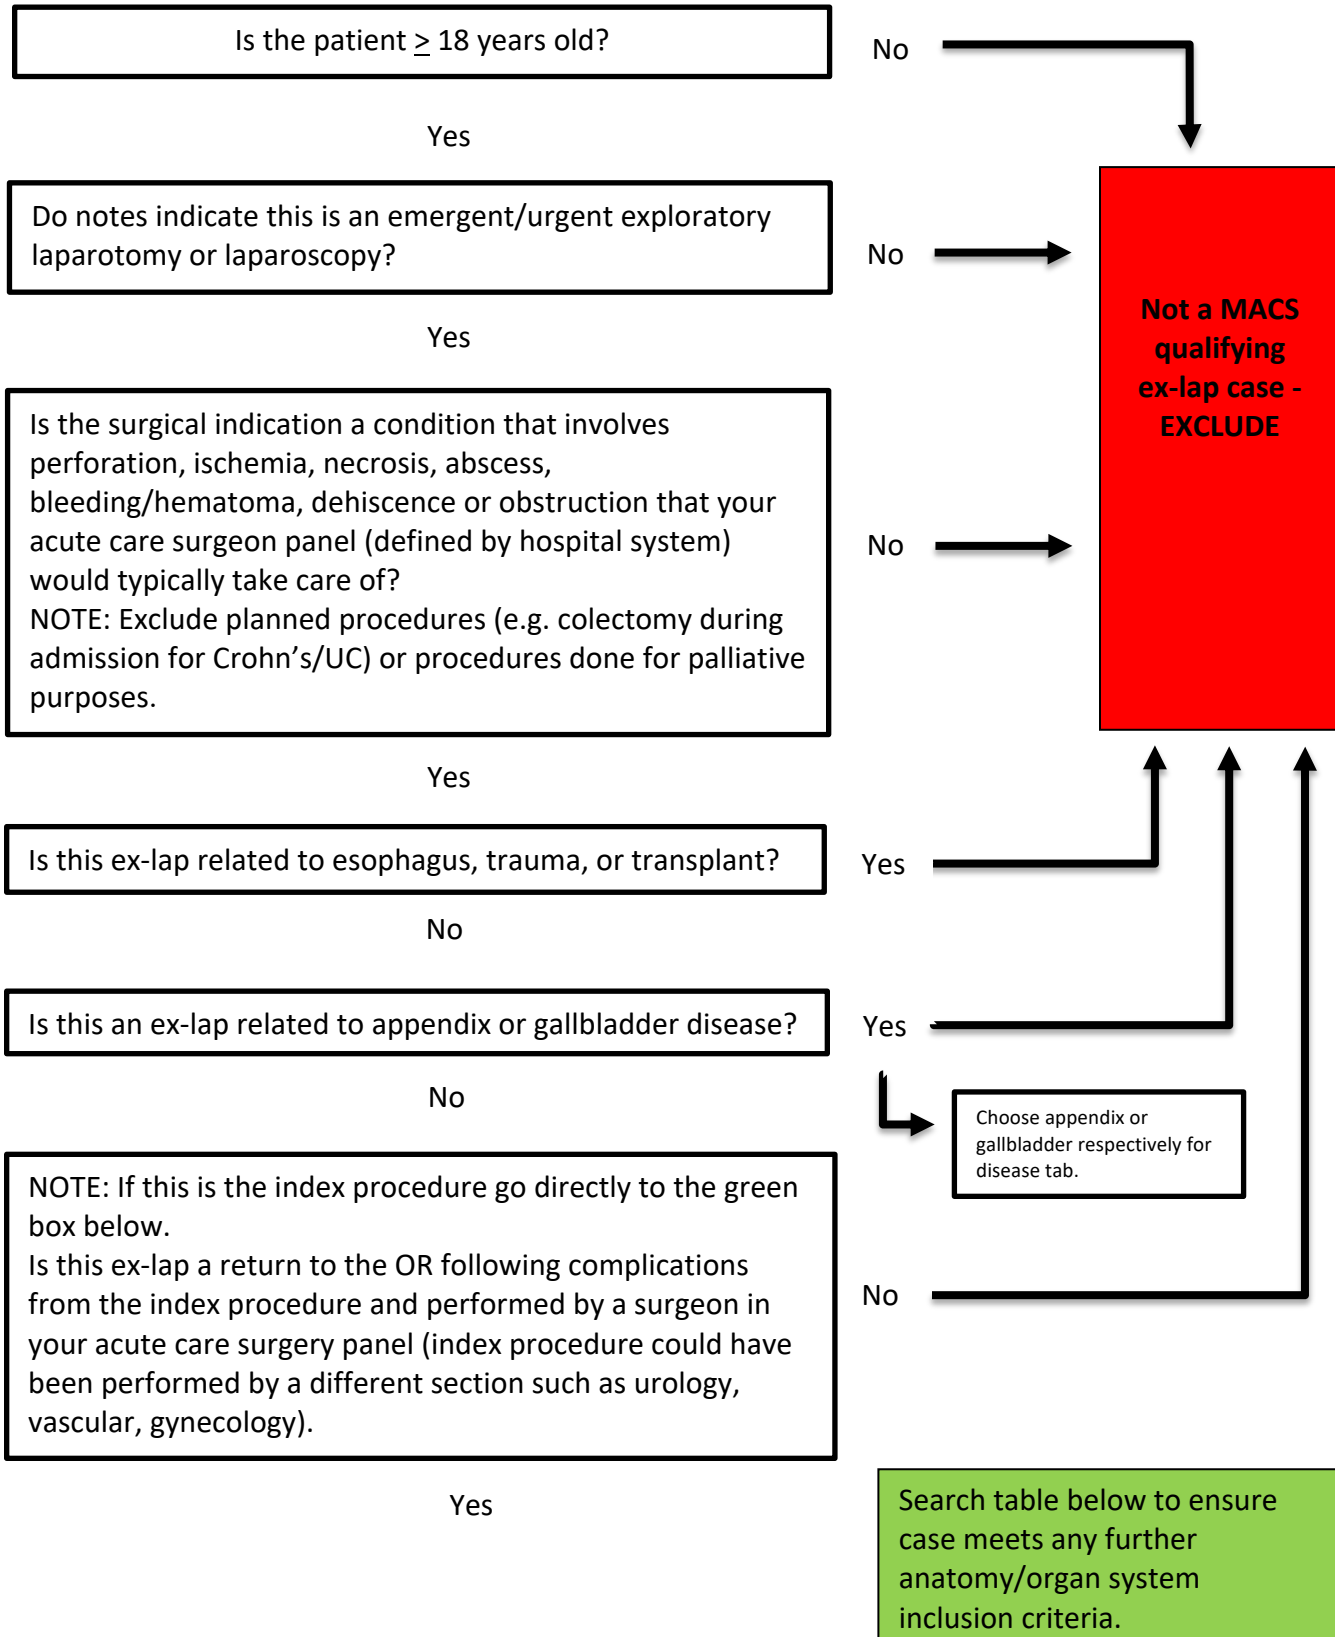 Is the patient ≥ 18 years old?
No
Yes
Do notes indicate this is an emergent/urgent exploratory
laparotomy or laparoscopy?
No
Not a MACS
qualifying
ex-lap case -
EXCLUDE
Yes
Is the surgical indication a condition that involves
perforation, ischemia, necrosis, abscess,
bleeding/hematoma, dehiscence or obstruction that your
acute care surgeon panel (defined by hospital system)
would typically take care of?
NOTE: Exclude planned procedures (e.g. colectomy during
admission for Crohn’s/UC) or procedures done for palliative
purposes.
No
Yes
Is this ex-lap related to esophagus, trauma, or transplant?
Yes
No
Is this an ex-lap related to appendix or gallbladder disease?
Yes
No
Choose appendix or
gallbladder respectively for
disease tab.
NOTE: If this is the index procedure go directly to the green
box below.
Is this ex-lap a return to the OR following complications
from the index procedure and performed by a surgeon in
your acute care surgery panel (index procedure could have
been performed by a different section such as urology,
vascular, gynecology).
No
Yes
Search table below to ensure
case meets any further
anatomy/organ system
inclusion criteria.